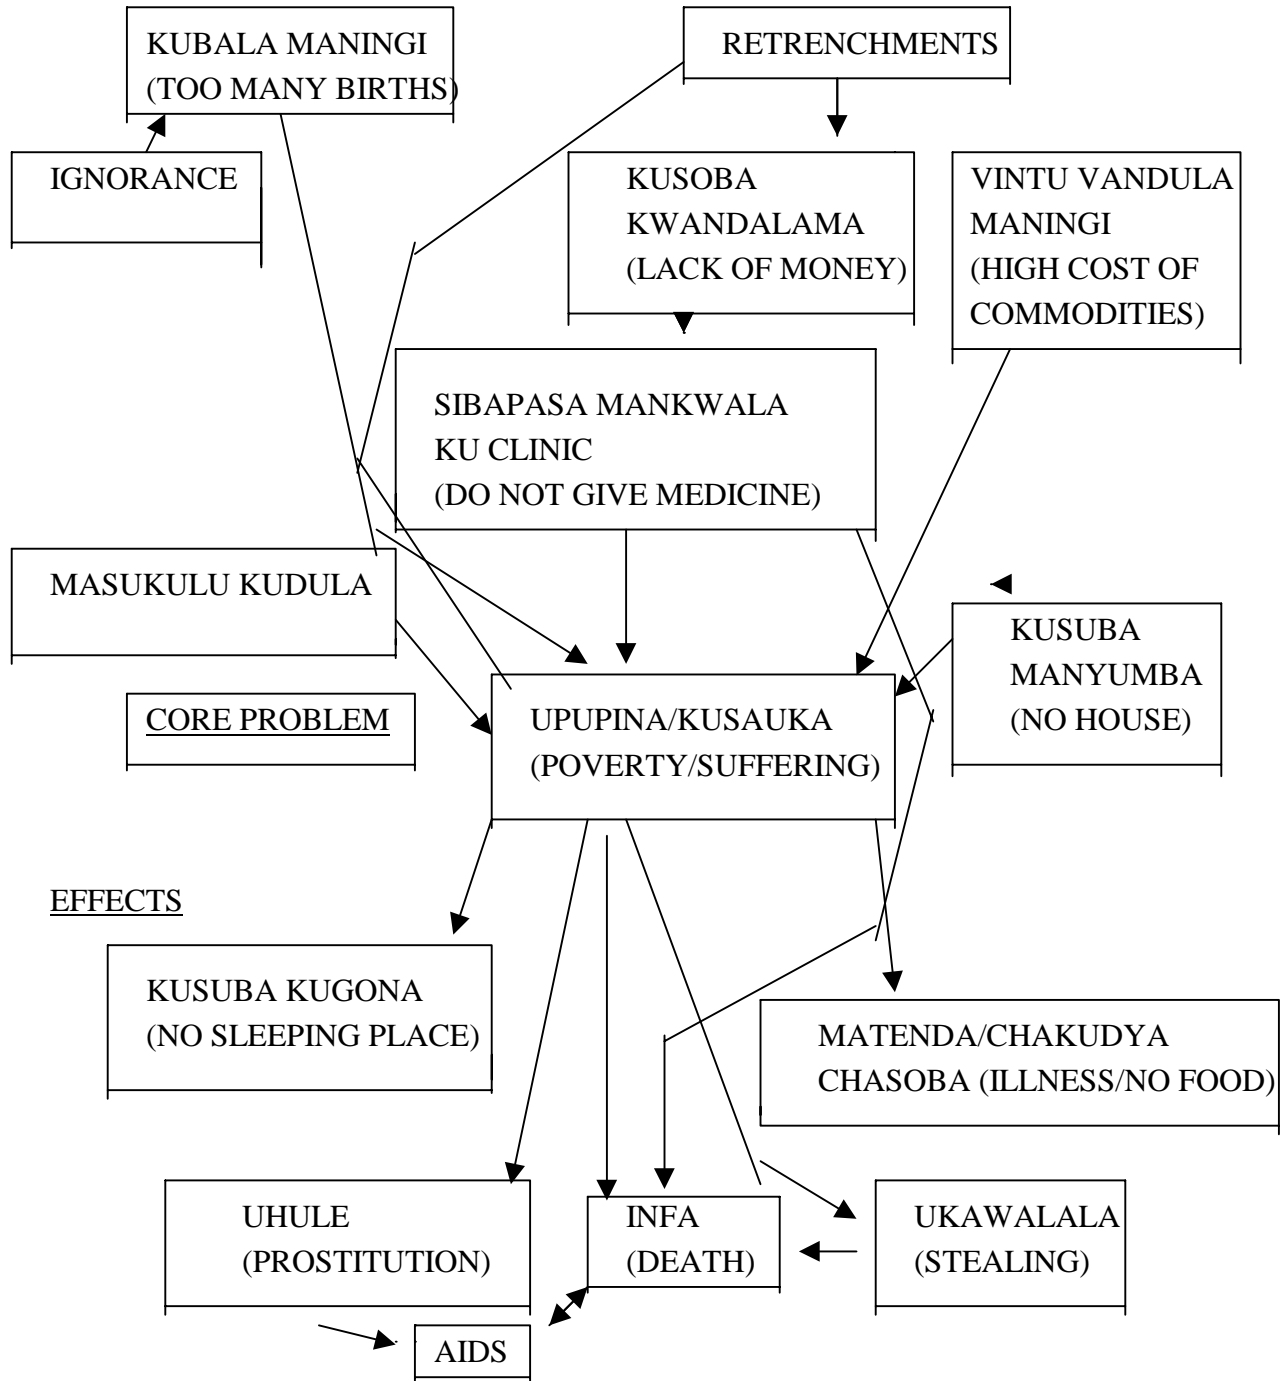 KUBALA MANINGI
(TOO MANY BIRTHS)
RETRENCHMENTS
IGNORANCE
KUSOBA
KWANDALAMA
(LACK OF MONEY)
VINTU VANDULA
MANINGI
(HIGH COST OF
COMMODITIES)
SIBAPASA MANKWALA
KU CLINIC
(DO NOT GIVE MEDICINE)
MASUKULU KUDULA
KUSUBA
MANYUMBA
(NO HOUSE)
CORE PROBLEM
UPUPINA/KUSAUKA
(POVERTY/SUFFERING)
EFFECTS
KUSUBA KUGONA
(NO SLEEPING PLACE)
MATENDA/CHAKUDYA
CHASOBA (ILLNESS/NO FOOD)
UHULE
(PROSTITUTION)
INFA
(DEATH)
UKAWALALA
(STEALING)
AIDS